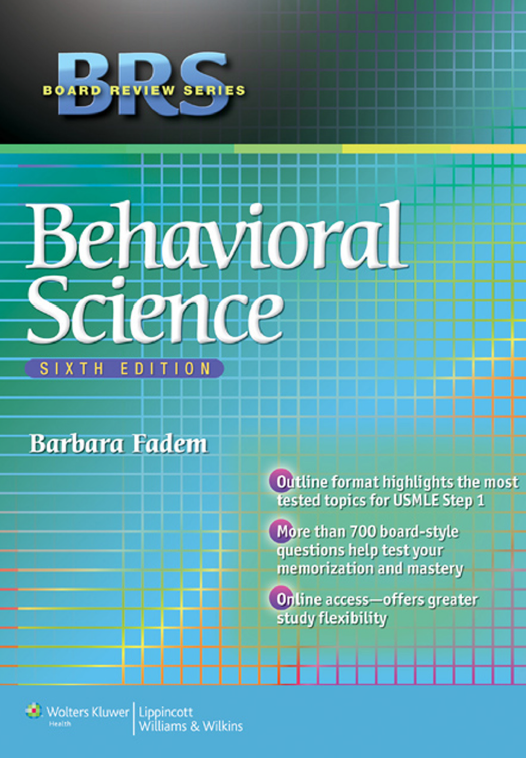 BRS
BOARD REVIEW SERIES
Behavioral
Science
SIXTH EDITION
Barbara Fadem
Outline format highlights the most
tested topics for USMLE Step 1
More than 700 board-style
questions help test your
memorization and mastery
Online access—offers greater
study flexibility
Wolters Kluwer
Health
Lippincott
Williams & Wilkins